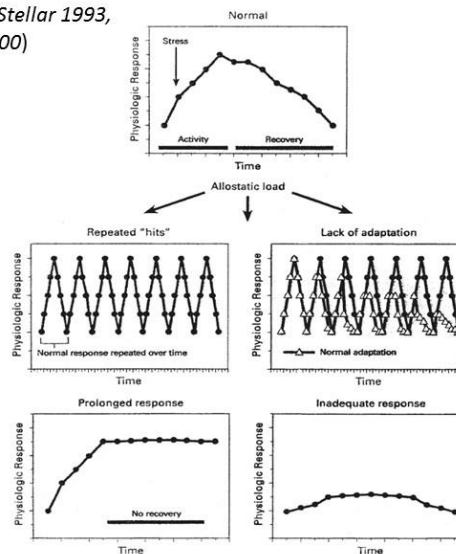 Stellar 1993,
00)
Normal
Stress
Physiologic Response
Activity
Recovery
Time
Allostatic load
Repeated "hits"
Physiologic Response
Normal response repeated over time
Time
Lack of adaptation
Physiologic Response
Normal adaptation
Time
Prolonged response
Physiologic Response
No recovery
Time
Inadequate response
Physiologic Response
Time